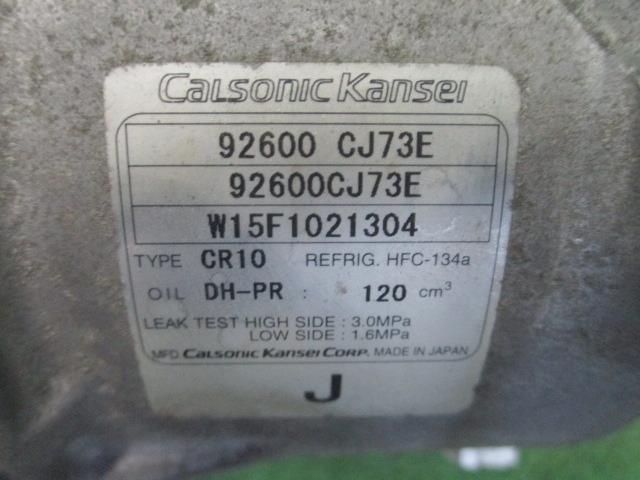 Calsonic Kansei
92600 CJ73E
92600CJ73E
W15F1021304
TYPE CR10 REFRIG. HFC-134a
OIL DH-PR : 120 cm³
LEAK TEST HIGH SIDE : 3.0MPa
LOW SIDE : 1.6MPa
MFD Calsonic Kansei Corp. MADE IN JAPAN
J